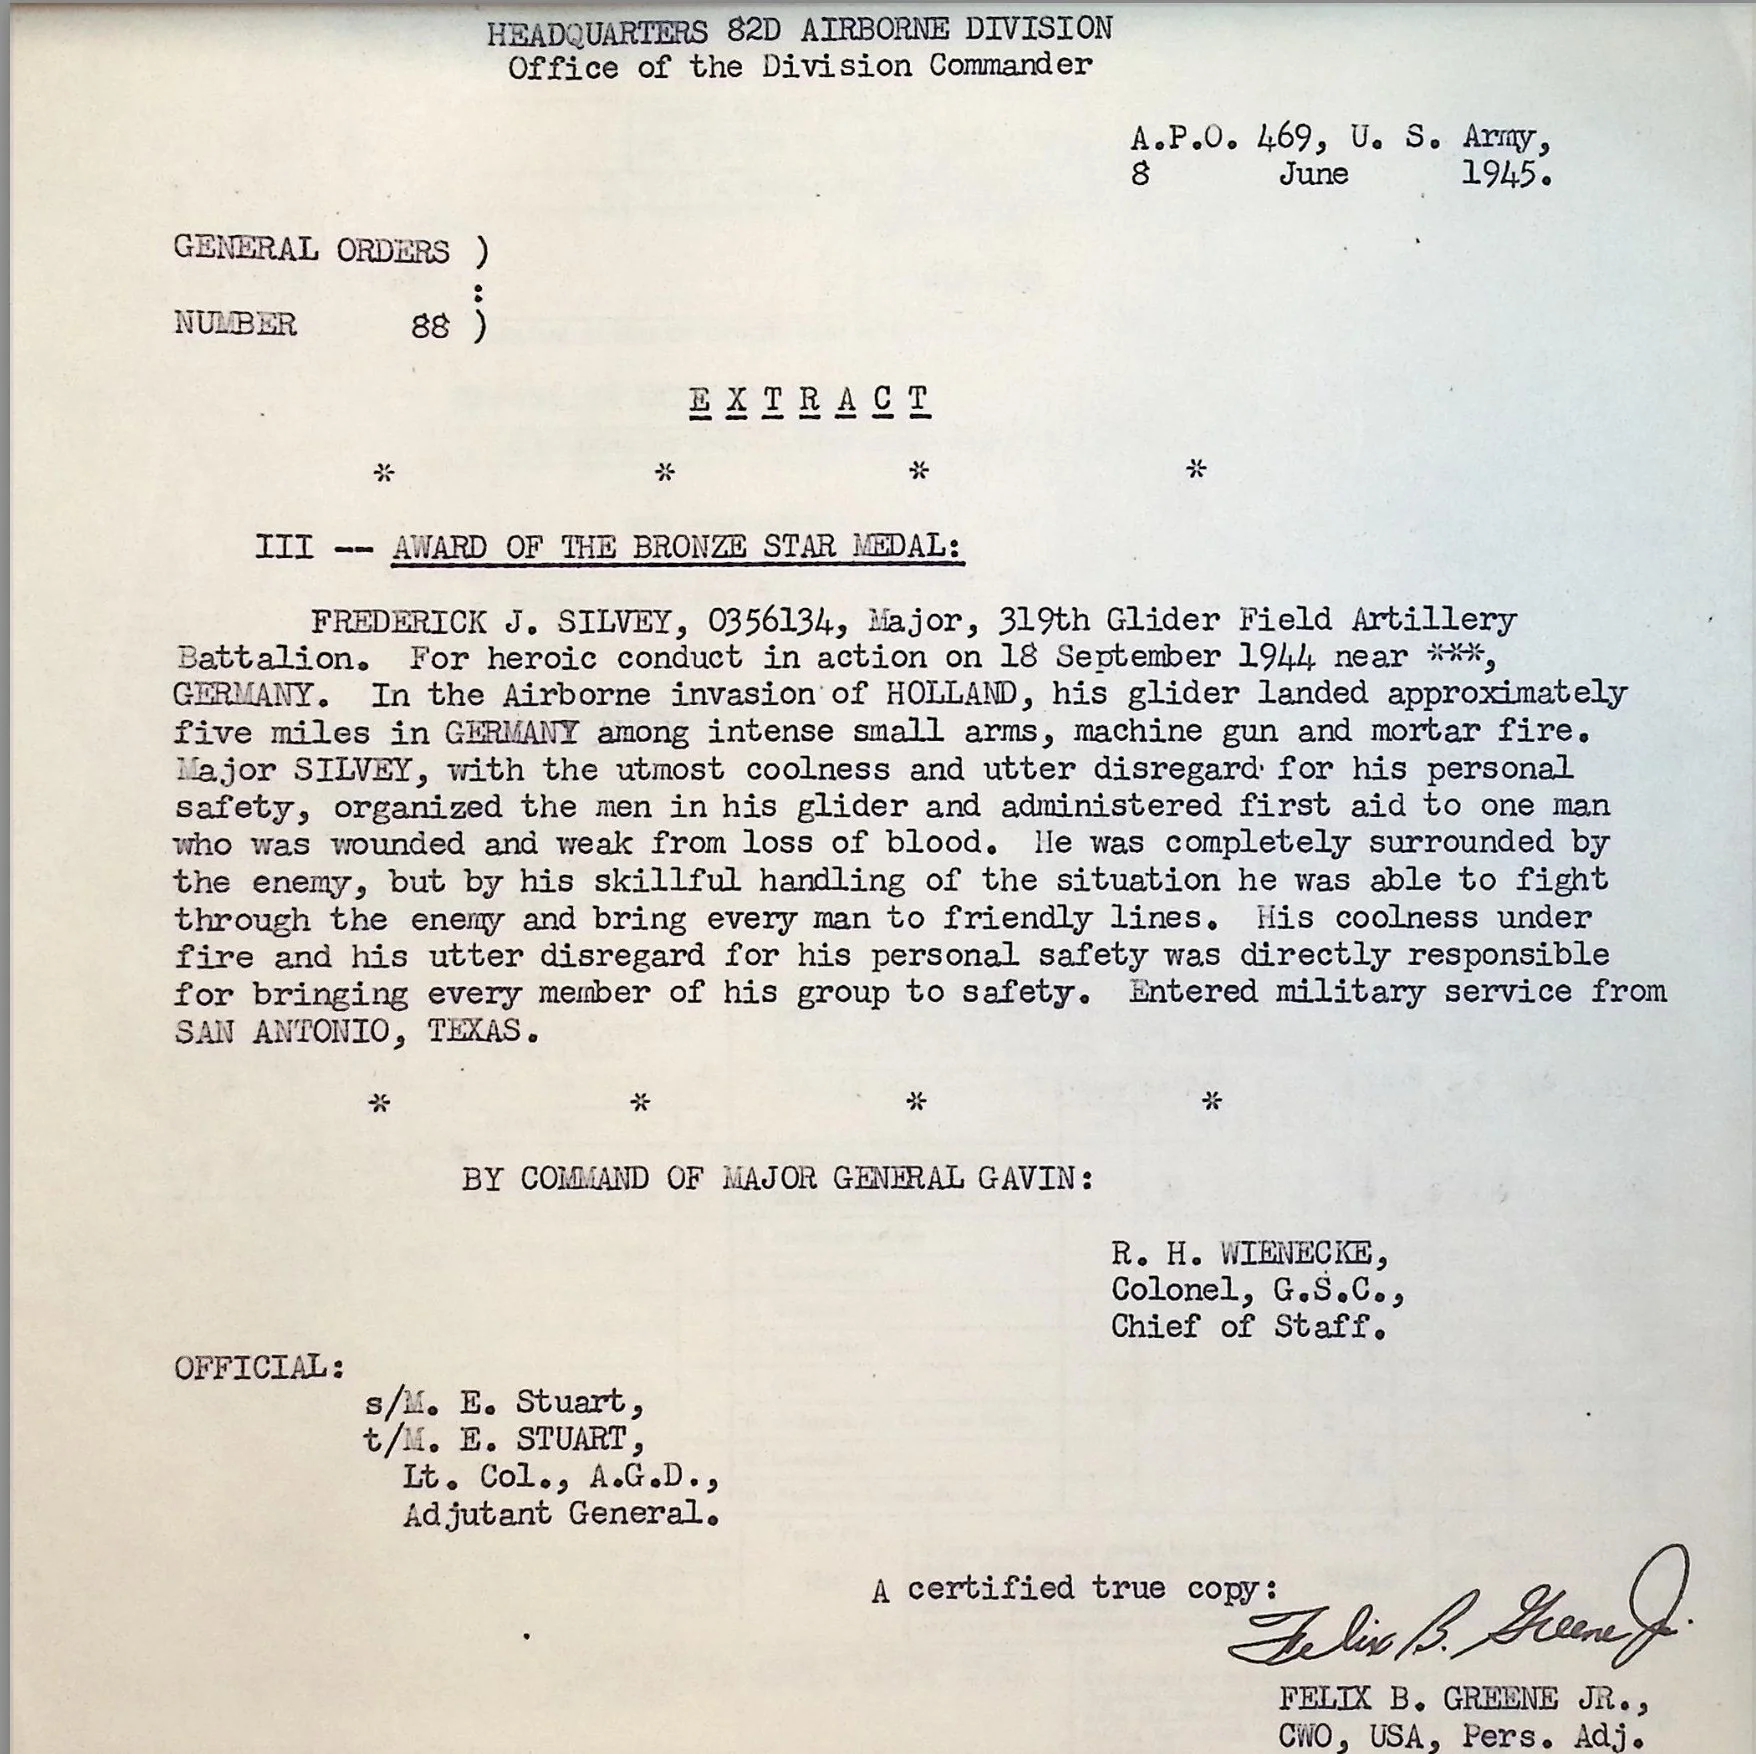 HEADQUARTERS 82D AIRBORNE DIVISION
Office of the Division Commander
A.P.O. 469, U. S. Army,
8 June 1945.
GENERAL ORDERS )
:
NUMBER 88 )
E X T R A C T
* * * *
III -- AWARD OF THE BRONZE STAR MEDAL:
FREDERICK J. SILVEY, O356134, Major, 319th Glider Field Artillery
Battalion. For heroic conduct in action on 18 September 1944 near ***,
GERMANY. In the Airborne invasion of HOLLAND, his glider landed approximately
five miles in GERMANY among intense small arms, machine gun and mortar fire.
Major SILVEY, with the utmost coolness and utter disregard for his personal
safety, organized the men in his glider and administered first aid to one man
who was wounded and weak from loss of blood. He was completely surrounded by
the enemy, but by his skillful handling of the situation he was able to fight
through the enemy and bring every man to friendly lines. His coolness under
fire and his utter disregard for his personal safety was directly responsible
for bringing every member of his group to safety. Entered military service from
SAN ANTONIO, TEXAS.
* * * *
BY COMMAND OF MAJOR GENERAL GAVIN:
R. H. WIENECKE,
Colonel, G.S.C.,
Chief of Staff.
OFFICIAL:
s/M. E. Stuart,
t/M. E. STUART,
Lt. Col., A.G.D.,
Adjutant General.
A certified true copy:
Felix B. Greene Jr.
FELIX B. GREENE JR.,
CWO, USA, Pers. Adj.